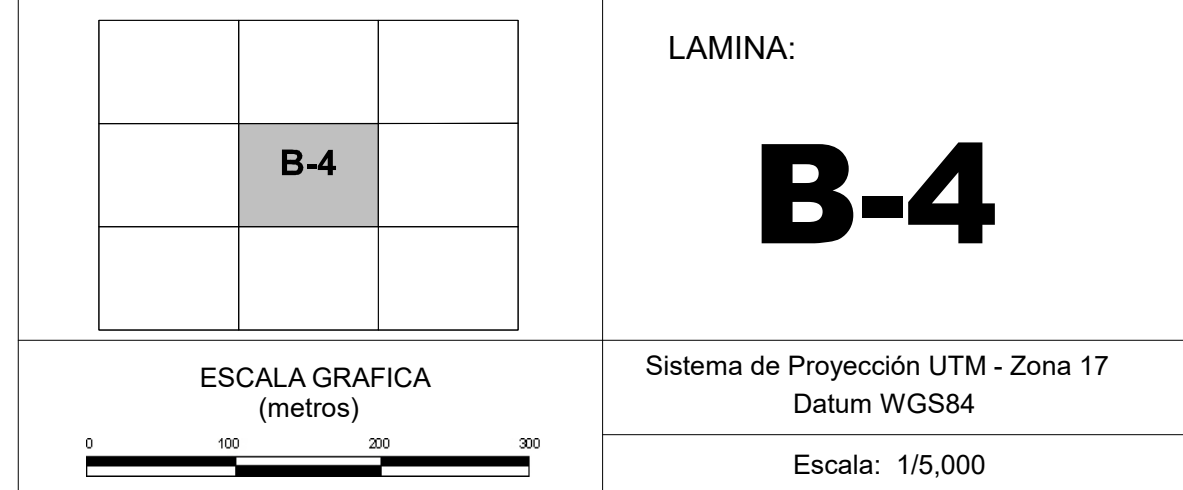 B-4
LAMINA:
B-4
ESCALA GRAFICA
(metros)
0 100 200 300
Sistema de Proyección UTM - Zona 17
Datum WGS84
Escala: 1/5,000